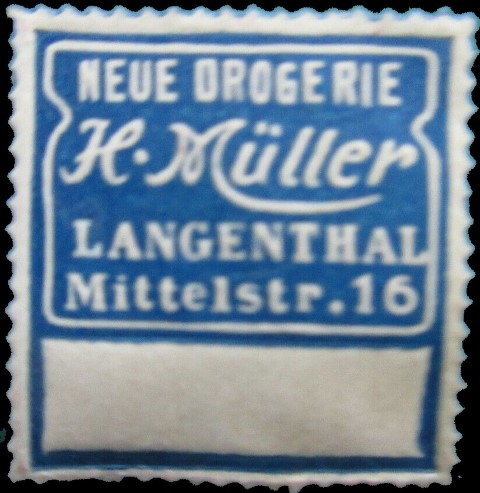 NEUE DROGERIE
H. Müller
LANGENTHAL
Mittelstr. 16